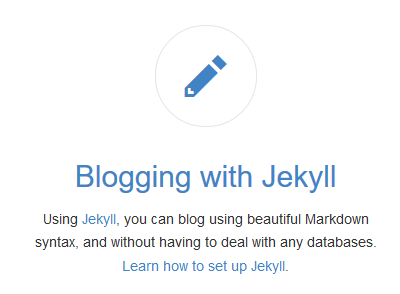 Blogging with Jekyll
Using Jekyll, you can blog using beautiful Markdown
syntax, and without having to deal with any databases.
Learn how to set up Jekyll.